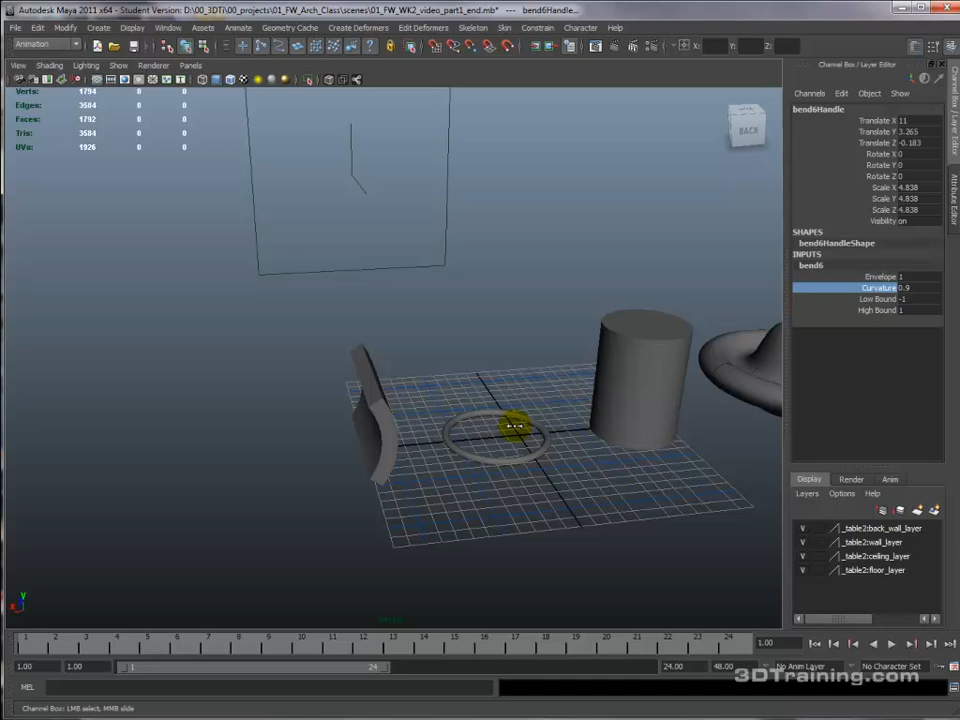 Autodesk Maya 2011 x64 - Student Version: D:\00_3DTi\00_projects\01_FW_Arch_Class\scenes\01_FW_WK2_video_part1_end.mb* --- bend6Handle...
File Edit Modify Create Display Window Assets Animate Geometry Cache Create Deformers Edit Deformers Skeleton Skin Constrain Character Help
Animation X: Y: Z:
View Shading Lighting Show Renderer Panels
Verts: 1794 0 0
Edges: 3584 0 0
Faces: 1792 0 0
Tris: 3584 0 0
UVs: 1926 0 0
BACK
Y
X
Channel Box / Layer Editor
Channels Edit Object Show
bend6Handle
Translate X 11
Translate Y 3.265
Translate Z -0.183
Rotate X 0
Rotate Y 0
Rotate Z 0
Scale X 4.838
Scale Y 4.838
Scale Z 4.838
Visibility on
SHAPES
bend6HandleShape
INPUTS
bend6
Envelope 1
Curvature 0.9
Low Bound -1
High Bound 1
Channel Box / Layer Editor
Attribute Editor
Display Render Anim
Layers Options Help
V _table2:back_wall_layer
V _table2:wall_layer
V _table2:ceiling_layer
V _table2:floor_layer
1 2 3 4 5 6 7 8 9 10 11 12 13 14 15 16 17 18 19 20 21 22 23 24 1.00
1.00 1.00 1 24 24.00 48.00 No Anim Layer No Character Set
MEL
3DTraining.com
Channel Box: LMB select, MMB slide